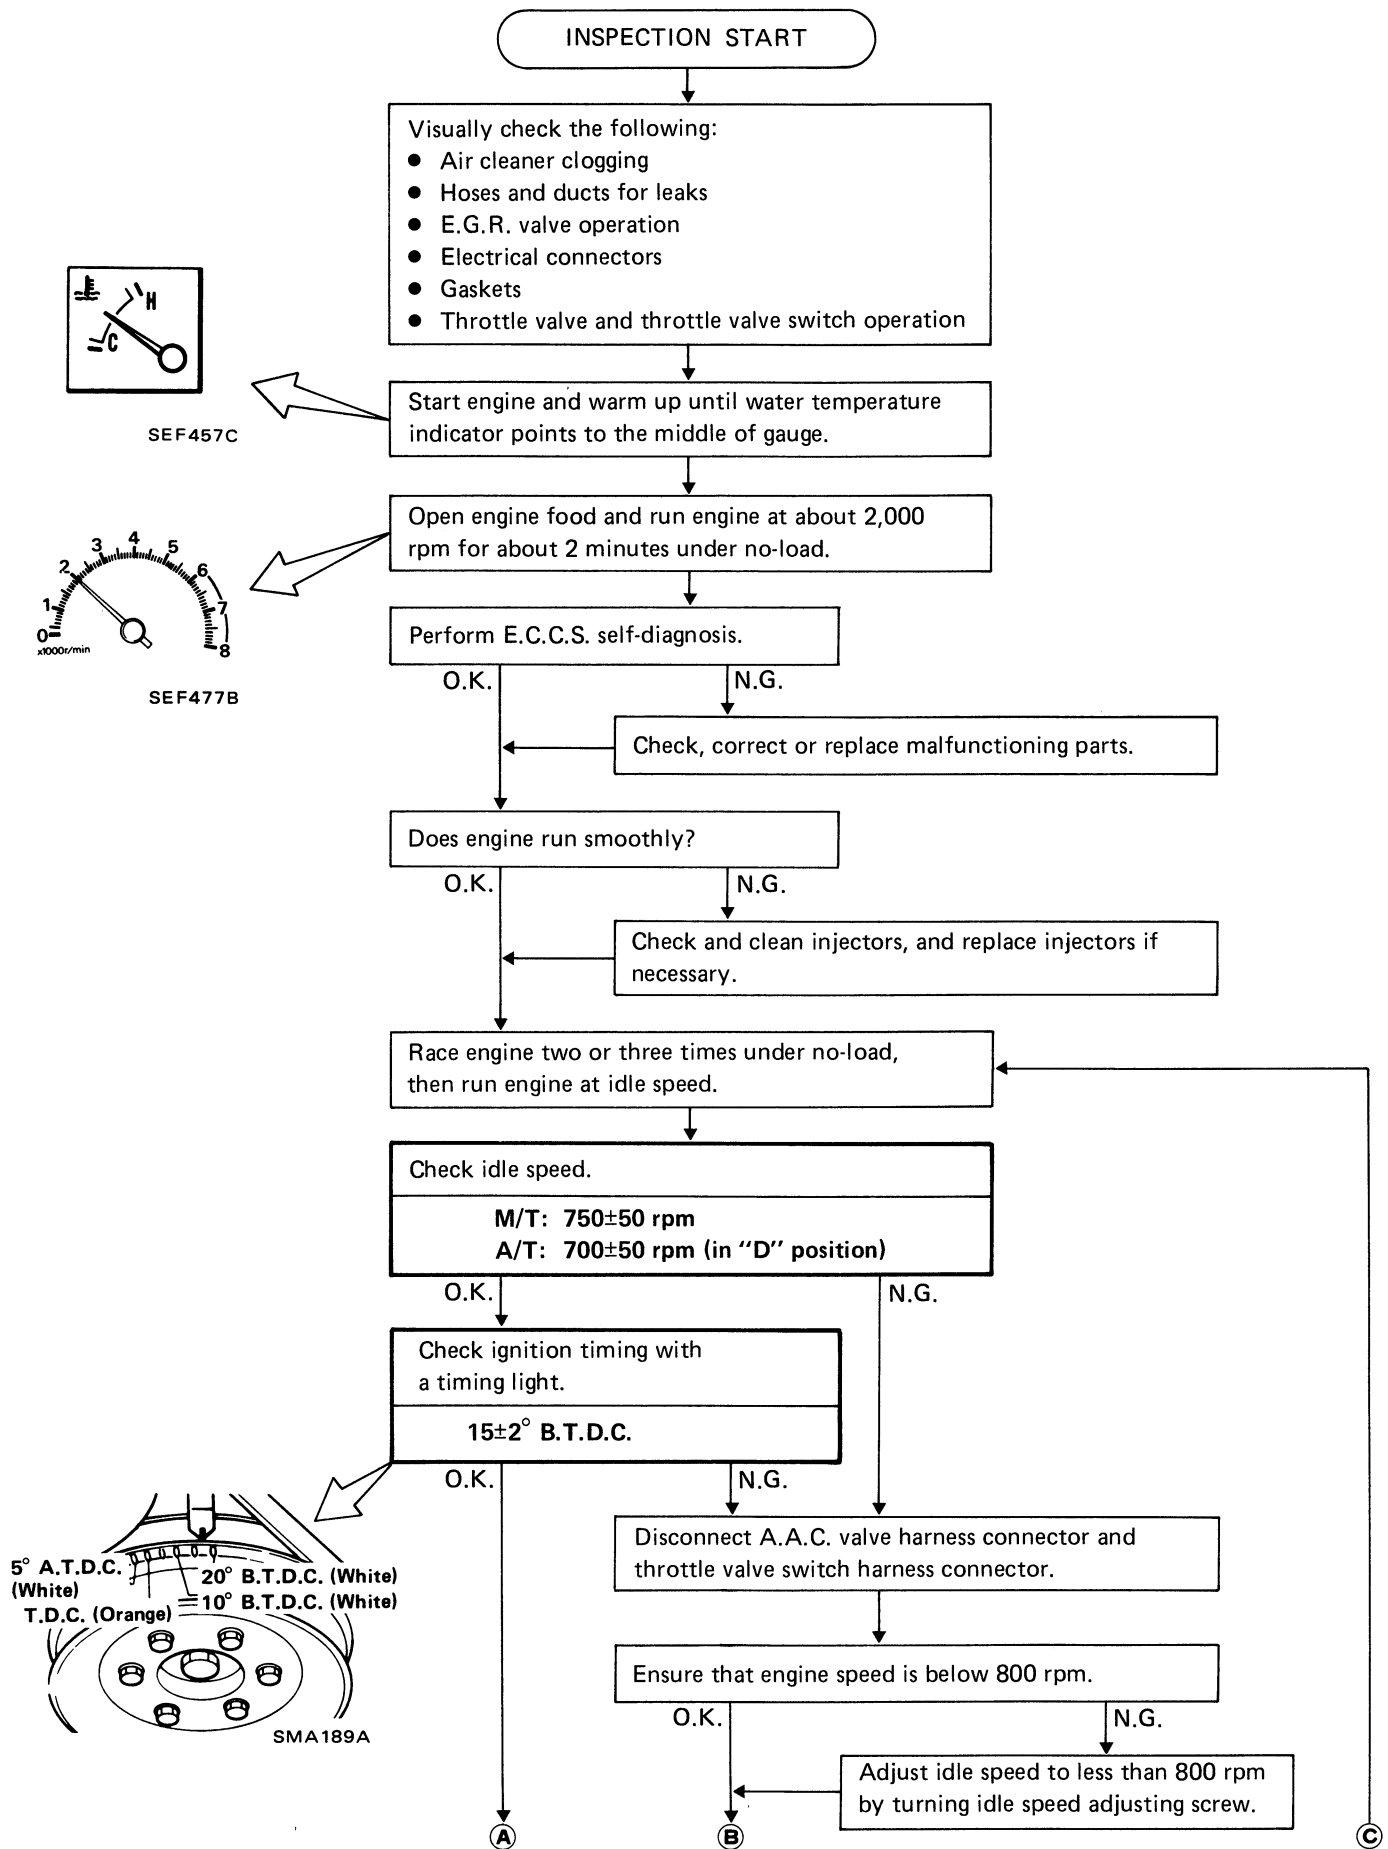 INSPECTION START
Visually check the following:
● Air cleaner clogging
● Hoses and ducts for leaks
● E.G.R. valve operation
● Electrical connectors
● Gaskets
● Throttle valve and throttle valve switch operation
H
C
SEF457C
Start engine and warm up until water temperature
indicator points to the middle of gauge.
Open engine food and run engine at about 2,000
rpm for about 2 minutes under no-load.
0 1 2 3 4 5 6 7 8
x1000r/min
SEF477B
Perform E.C.C.S. self-diagnosis.
O.K.
N.G.
Check, correct or replace malfunctioning parts.
Does engine run smoothly?
O.K.
N.G.
Check and clean injectors, and replace injectors if
necessary.
Race engine two or three times under no-load,
then run engine at idle speed.
Check idle speed.
M/T: 750±50 rpm
A/T: 700±50 rpm (in “D” position)
O.K.
N.G.
Check ignition timing with
a timing light.
15±2° B.T.D.C.
O.K.
N.G.
5° A.T.D.C.
(White)
T.D.C. (Orange)
20° B.T.D.C. (White)
10° B.T.D.C. (White)
SMA189A
Disconnect A.A.C. valve harness connector and
throttle valve switch harness connector.
Ensure that engine speed is below 800 rpm.
O.K.
N.G.
Adjust idle speed to less than 800 rpm
by turning idle speed adjusting screw.
A
B
C